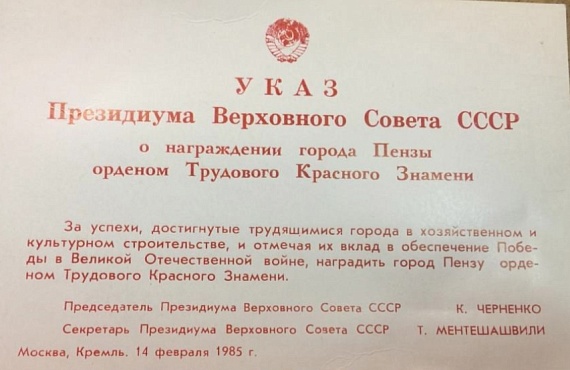 УКАЗ
Президиума Верховного Совета СССР
о награждении города Пензы
орденом Трудового Красного Знамени
За успехи, достигнутые трудящимися города в хозяйственном и
культурном строительстве, и отмечая их вклад в обеспечение Побе-
ды в Великой Отечественной войне, наградить город Пензу орде-
ном Трудового Красного Знамени.
Председатель Президиума Верховного Совета СССР К. ЧЕРНЕНКО
Секретарь Президиума Верховного Совета СССР Т. МЕНТЕШАШВИЛИ
Москва, Кремль. 14 февраля 1985 г.